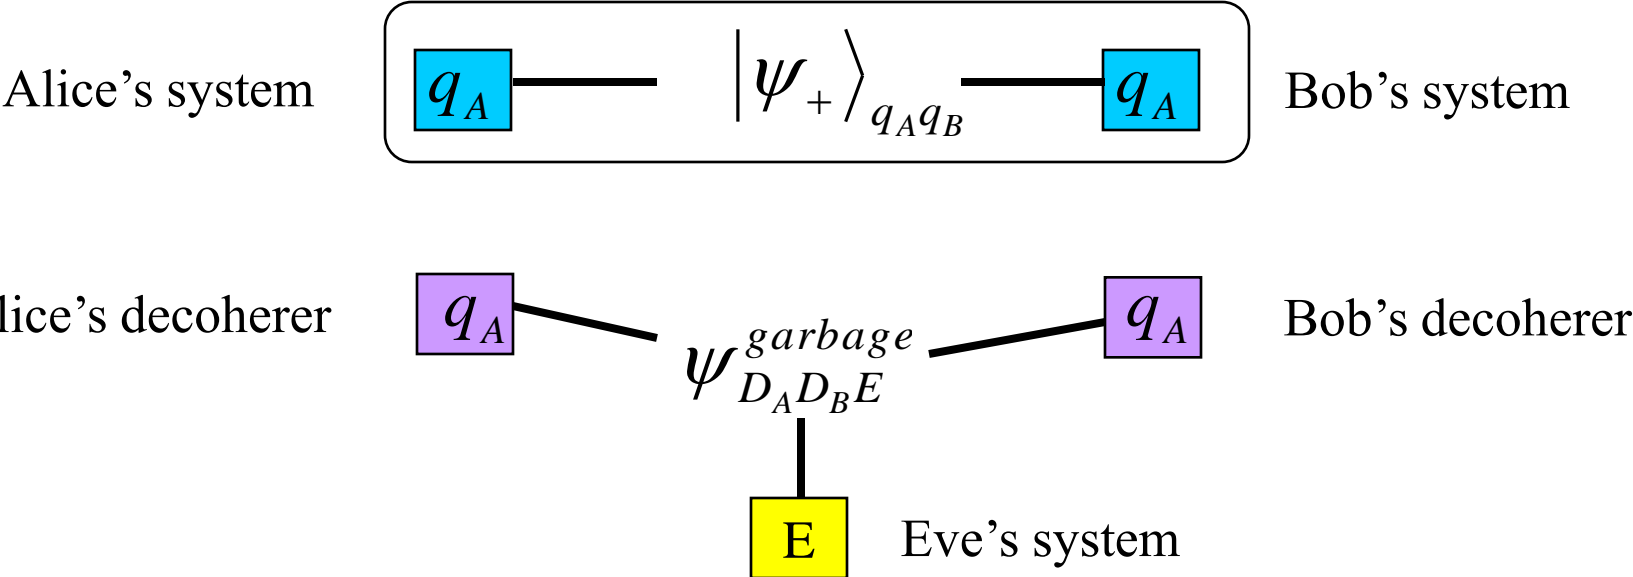 Alice's system q_A |ψ_+⟩_{q_A q_B} q_A Bob's system
lice's decoherer q_A ψ^{garbage}_{D_A D_B E} q_A Bob's decoherer
E Eve's system